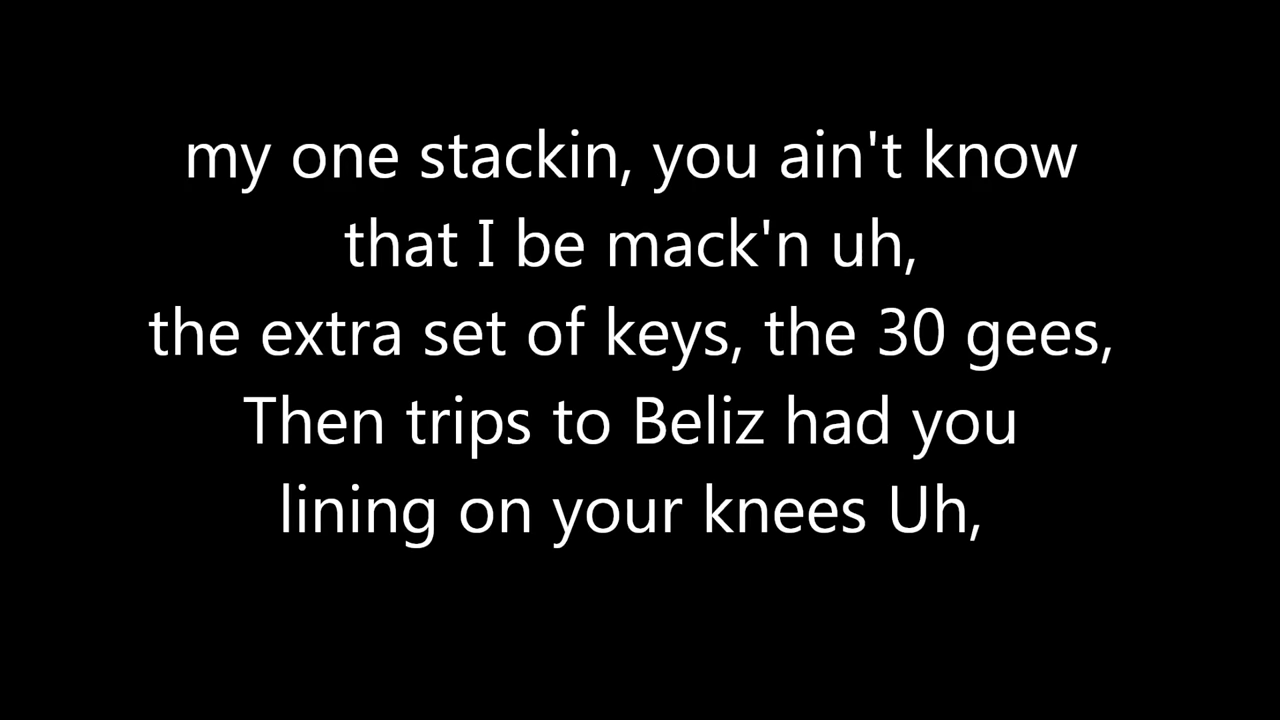 my one stackin, you ain't know
that I be mack'n uh,
the extra set of keys, the 30 gees,
Then trips to Beliz had you
lining on your knees Uh,